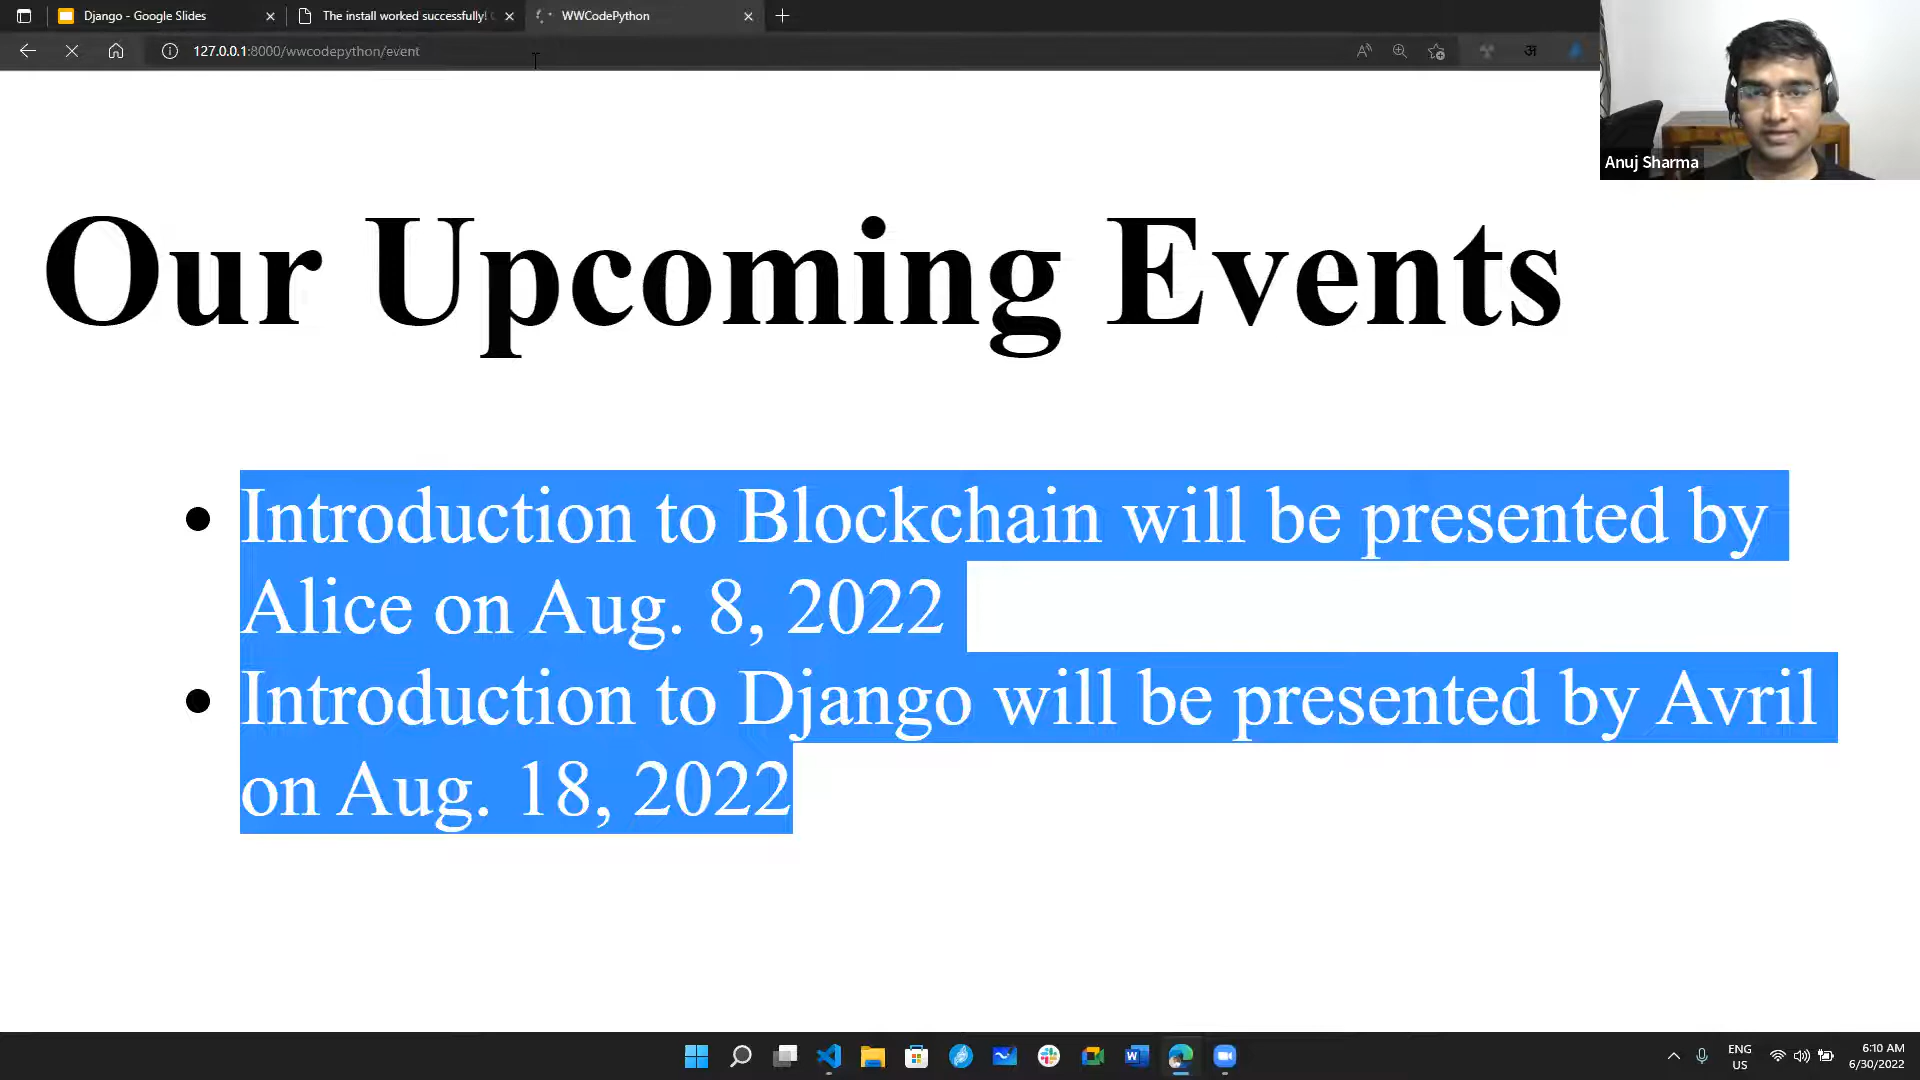 Django - Google Slides
The install worked successfully!
WWCodePython
127.0.0.1:8000/wwcodepython/event
अ
Anuj Sharma
Our Upcoming Events
Introduction to Blockchain will be presented by
Alice on Aug. 8, 2022
Introduction to Django will be presented by Avril
on Aug. 18, 2022
ENG
US
6:10 AM
6/30/2022